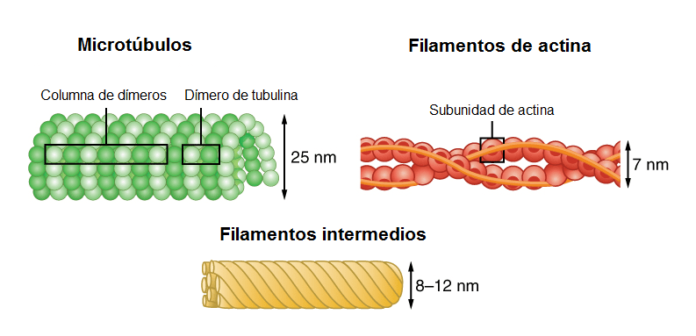 Microtúbulos
Filamentos de actina
Columna de dímeros
Dímero de tubulina
Subunidad de actina
25 nm
7 nm
Filamentos intermedios
8–12 nm